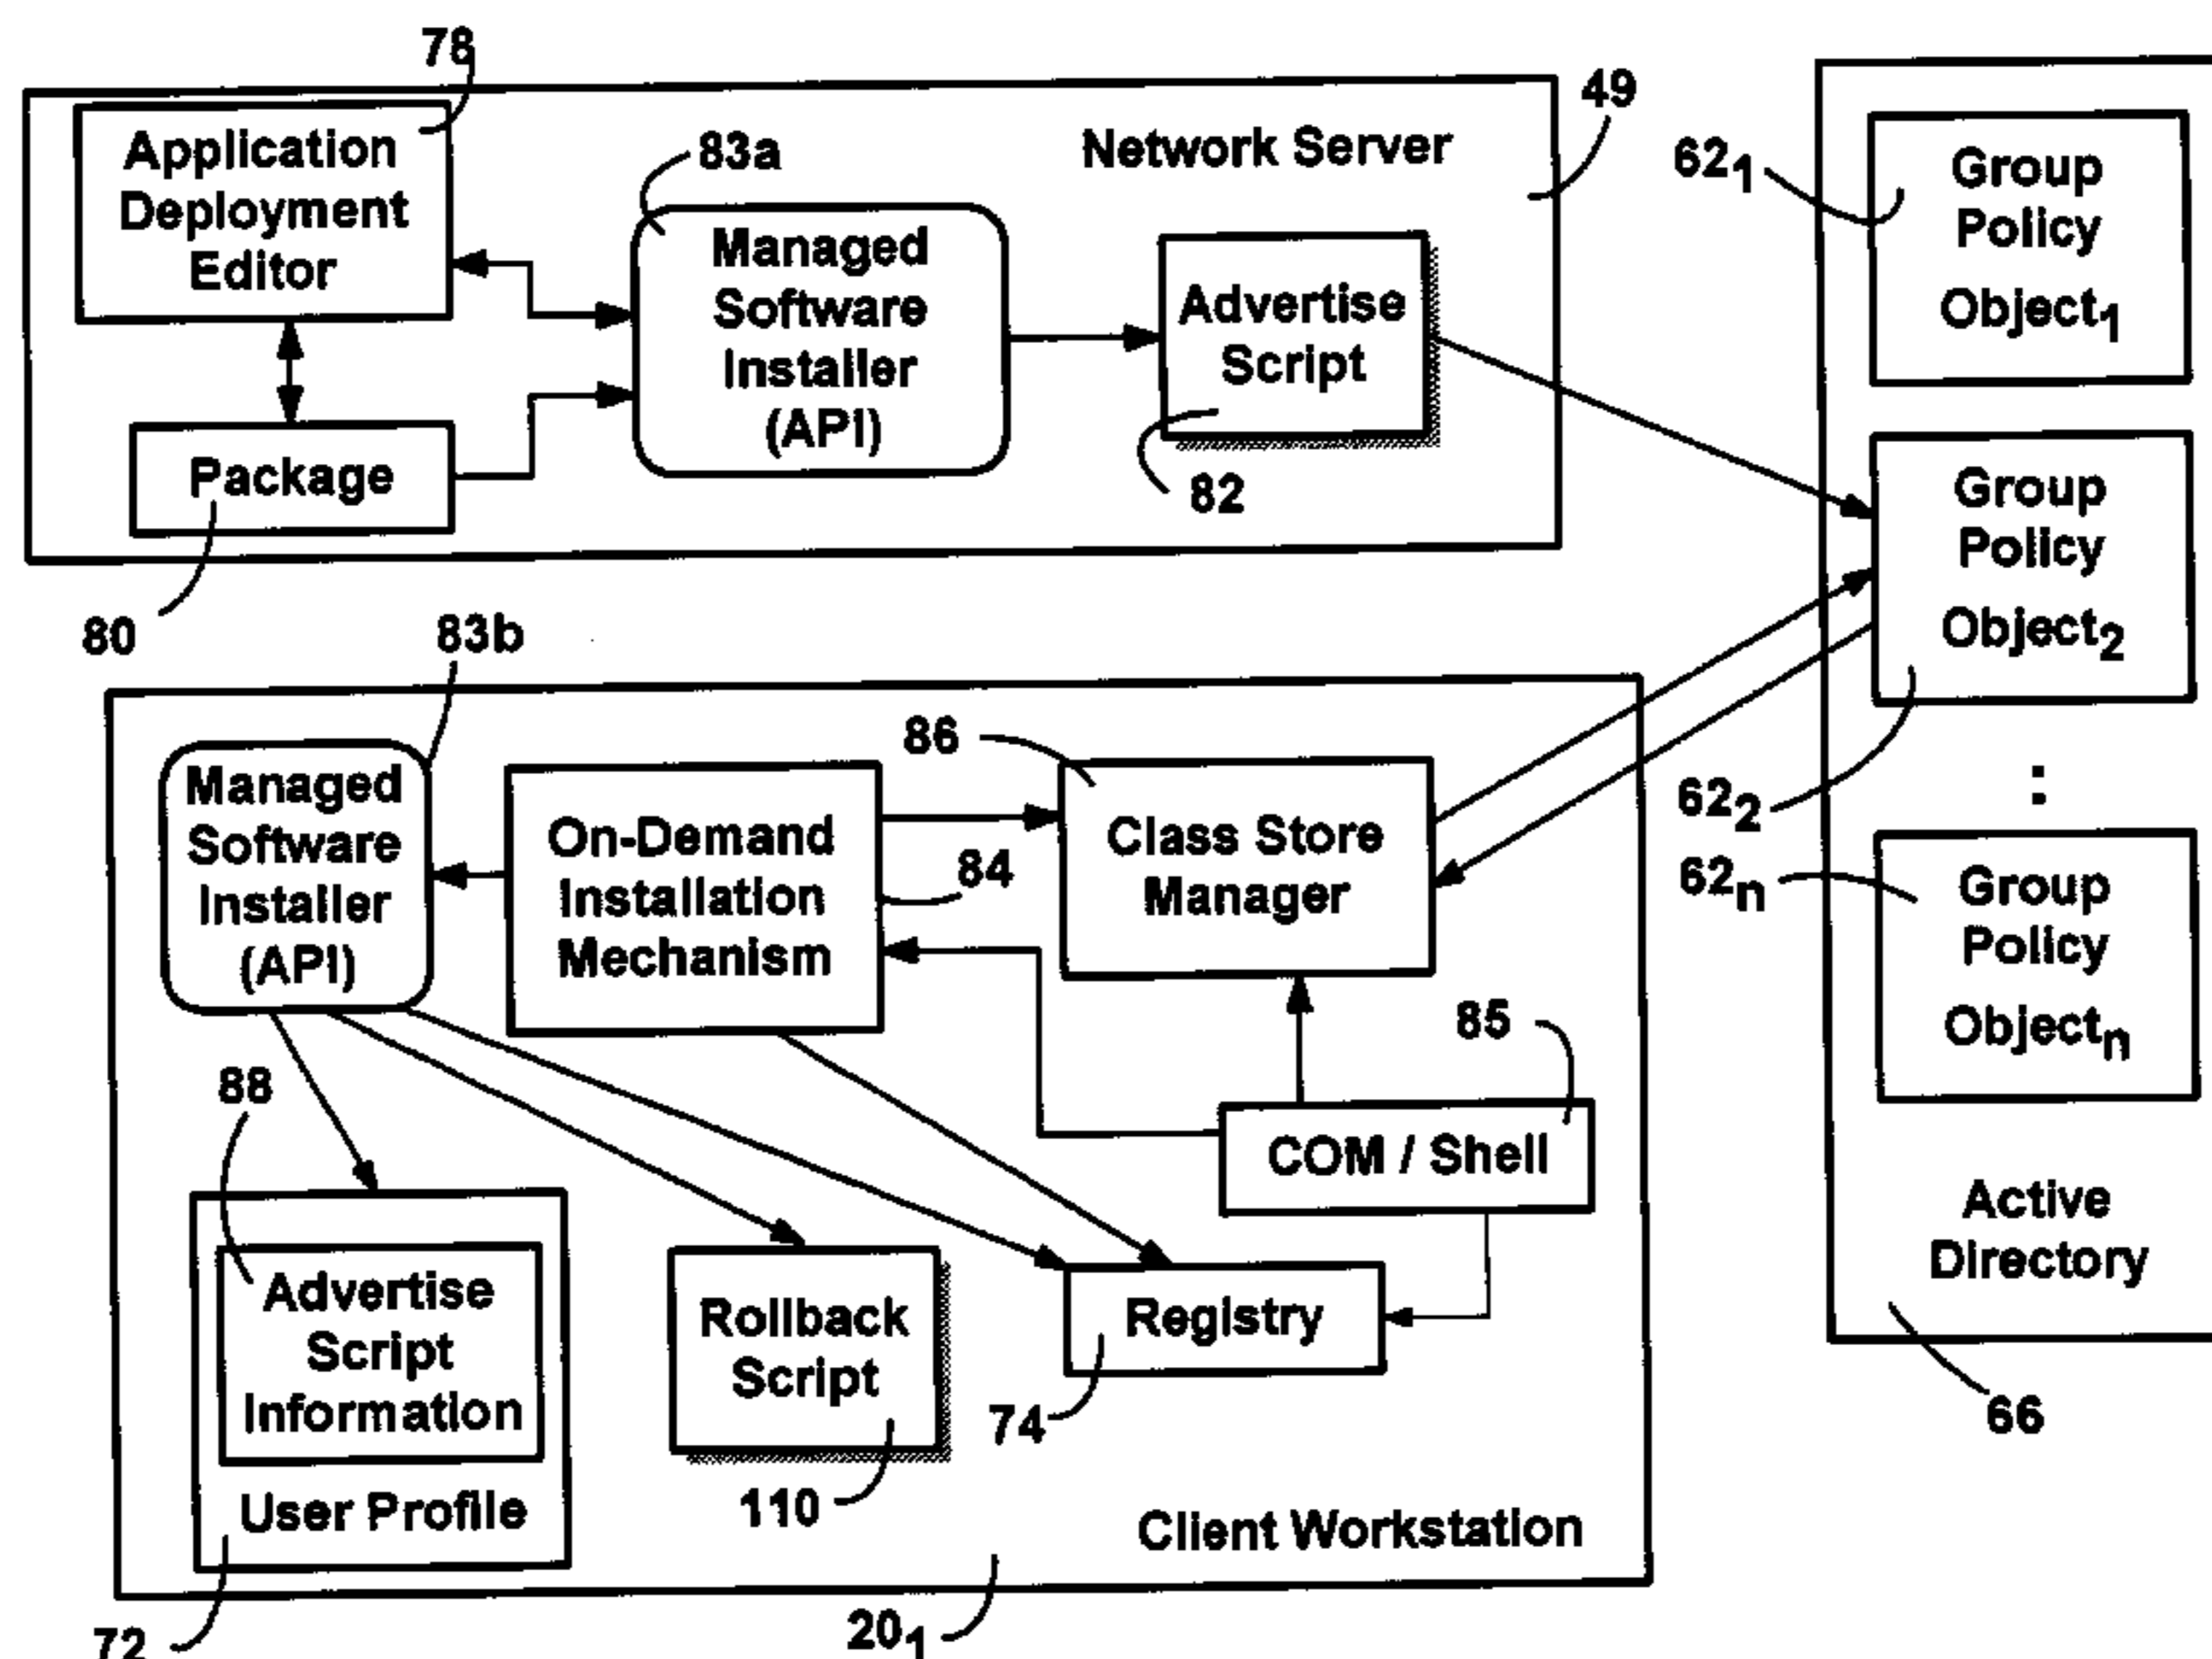 78
Application
Deployment
Editor
83a
Managed
Software
Installer
(API)
Network Server
49
Advertise
Script
82
Package
80
62₁
Group
Policy
Object₁
Group
Policy
Object₂
62₂
:
62ₙ
Group
Policy
Objectₙ
Active
Directory
66
83b
Managed
Software
Installer
(API)
On-Demand
Installation
Mechanism
84
86
Class Store
Manager
85
COM / Shell
88
Advertise
Script
Information
User Profile
72
Rollback
Script
110
Registry
74
Client Workstation
20₁